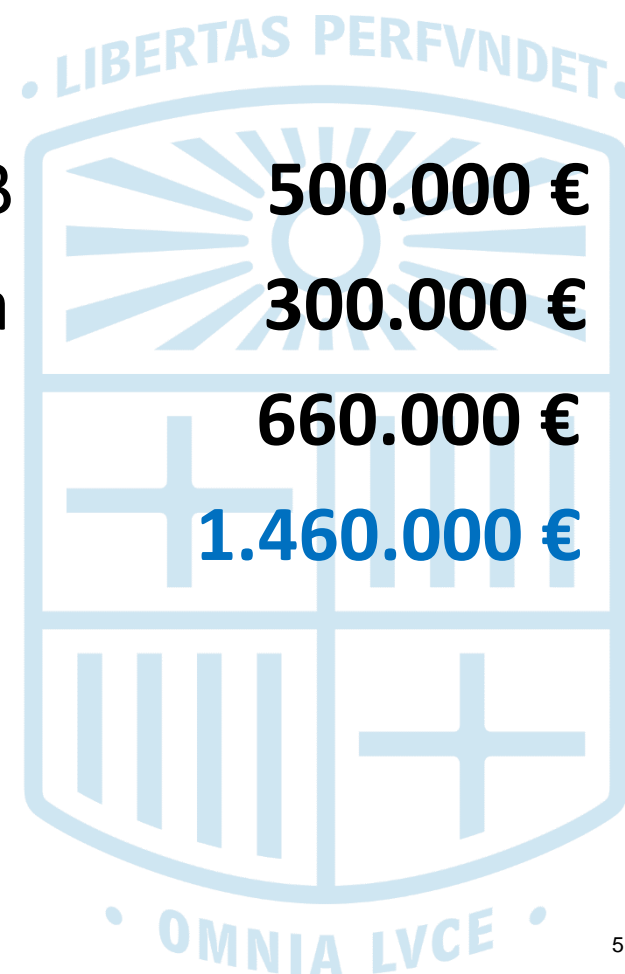 • LIBERTAS PERFVNDET •
500.000 €
300.000 €
660.000 €
1.460.000 €
• OMNIA LVCE •
5